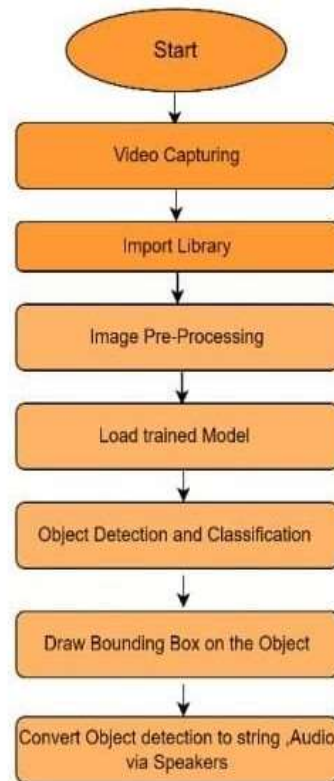 Start
Video Capturing
Import Library
Image Pre-Processing
Load trained Model
Object Detection and Classification
Draw Bounding Box on the Object
Convert Object detection to string ,Audio
via Speakers